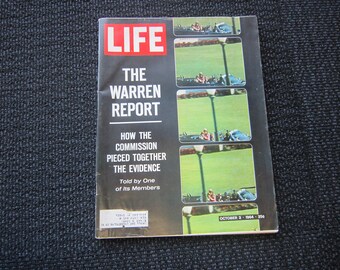 LIFE
THE
WARREN
REPORT
HOW THE
COMMISSION
PIECED TOGETHER
THE EVIDENCE
Told by One
of Its Members
OCTOBER 2 · 1964 · 25¢